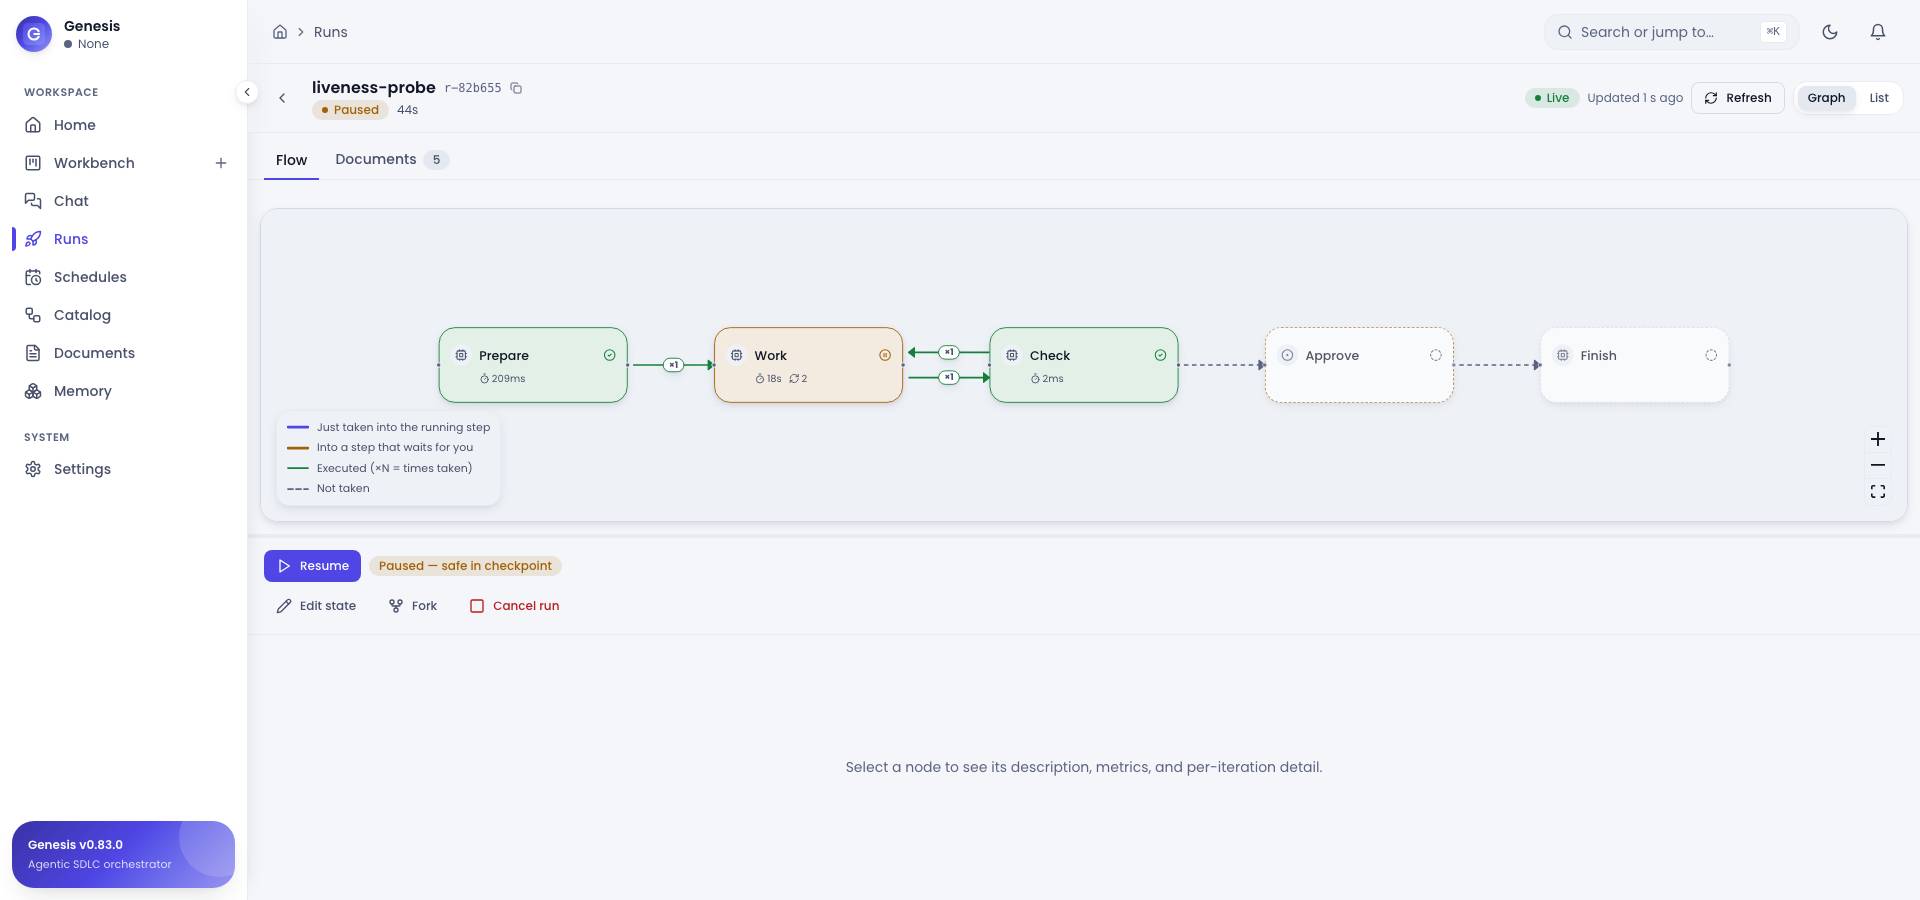 Genesis
None
WORKSPACE
Home
Workbench
Chat
Runs
Schedules
Catalog
Documents
Memory
SYSTEM
Settings
Genesis v0.83.0
Agentic SDLC orchestrator
Runs
Search or jump to...
⌘K
liveness-probe r-82b655
Paused 44s
Live Updated 1 s ago Refresh Graph List
Flow Documents 5
Prepare
209ms
×1
Work
18s 2
×1
×1
Check
2ms
Approve
Finish
Just taken into the running step
Into a step that waits for you
Executed (×N = times taken)
Not taken
Resume Paused — safe in checkpoint
Edit state Fork Cancel run
Select a node to see its description, metrics, and per-iteration detail.